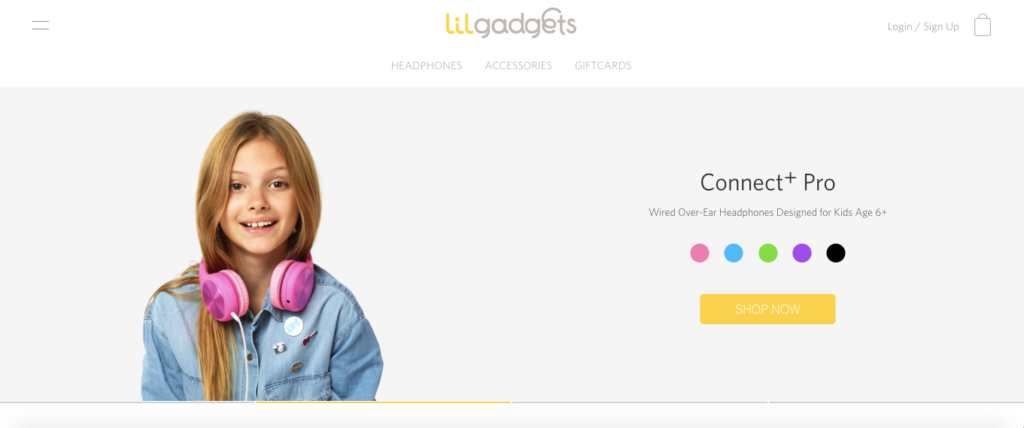 lilgadgets
Login / Sign Up
HEADPHONES ACCESSORIES GIFTCARDS
Connect+ Pro
Wired Over-Ear Headphones Designed for Kids Age 6+
SHOP NOW